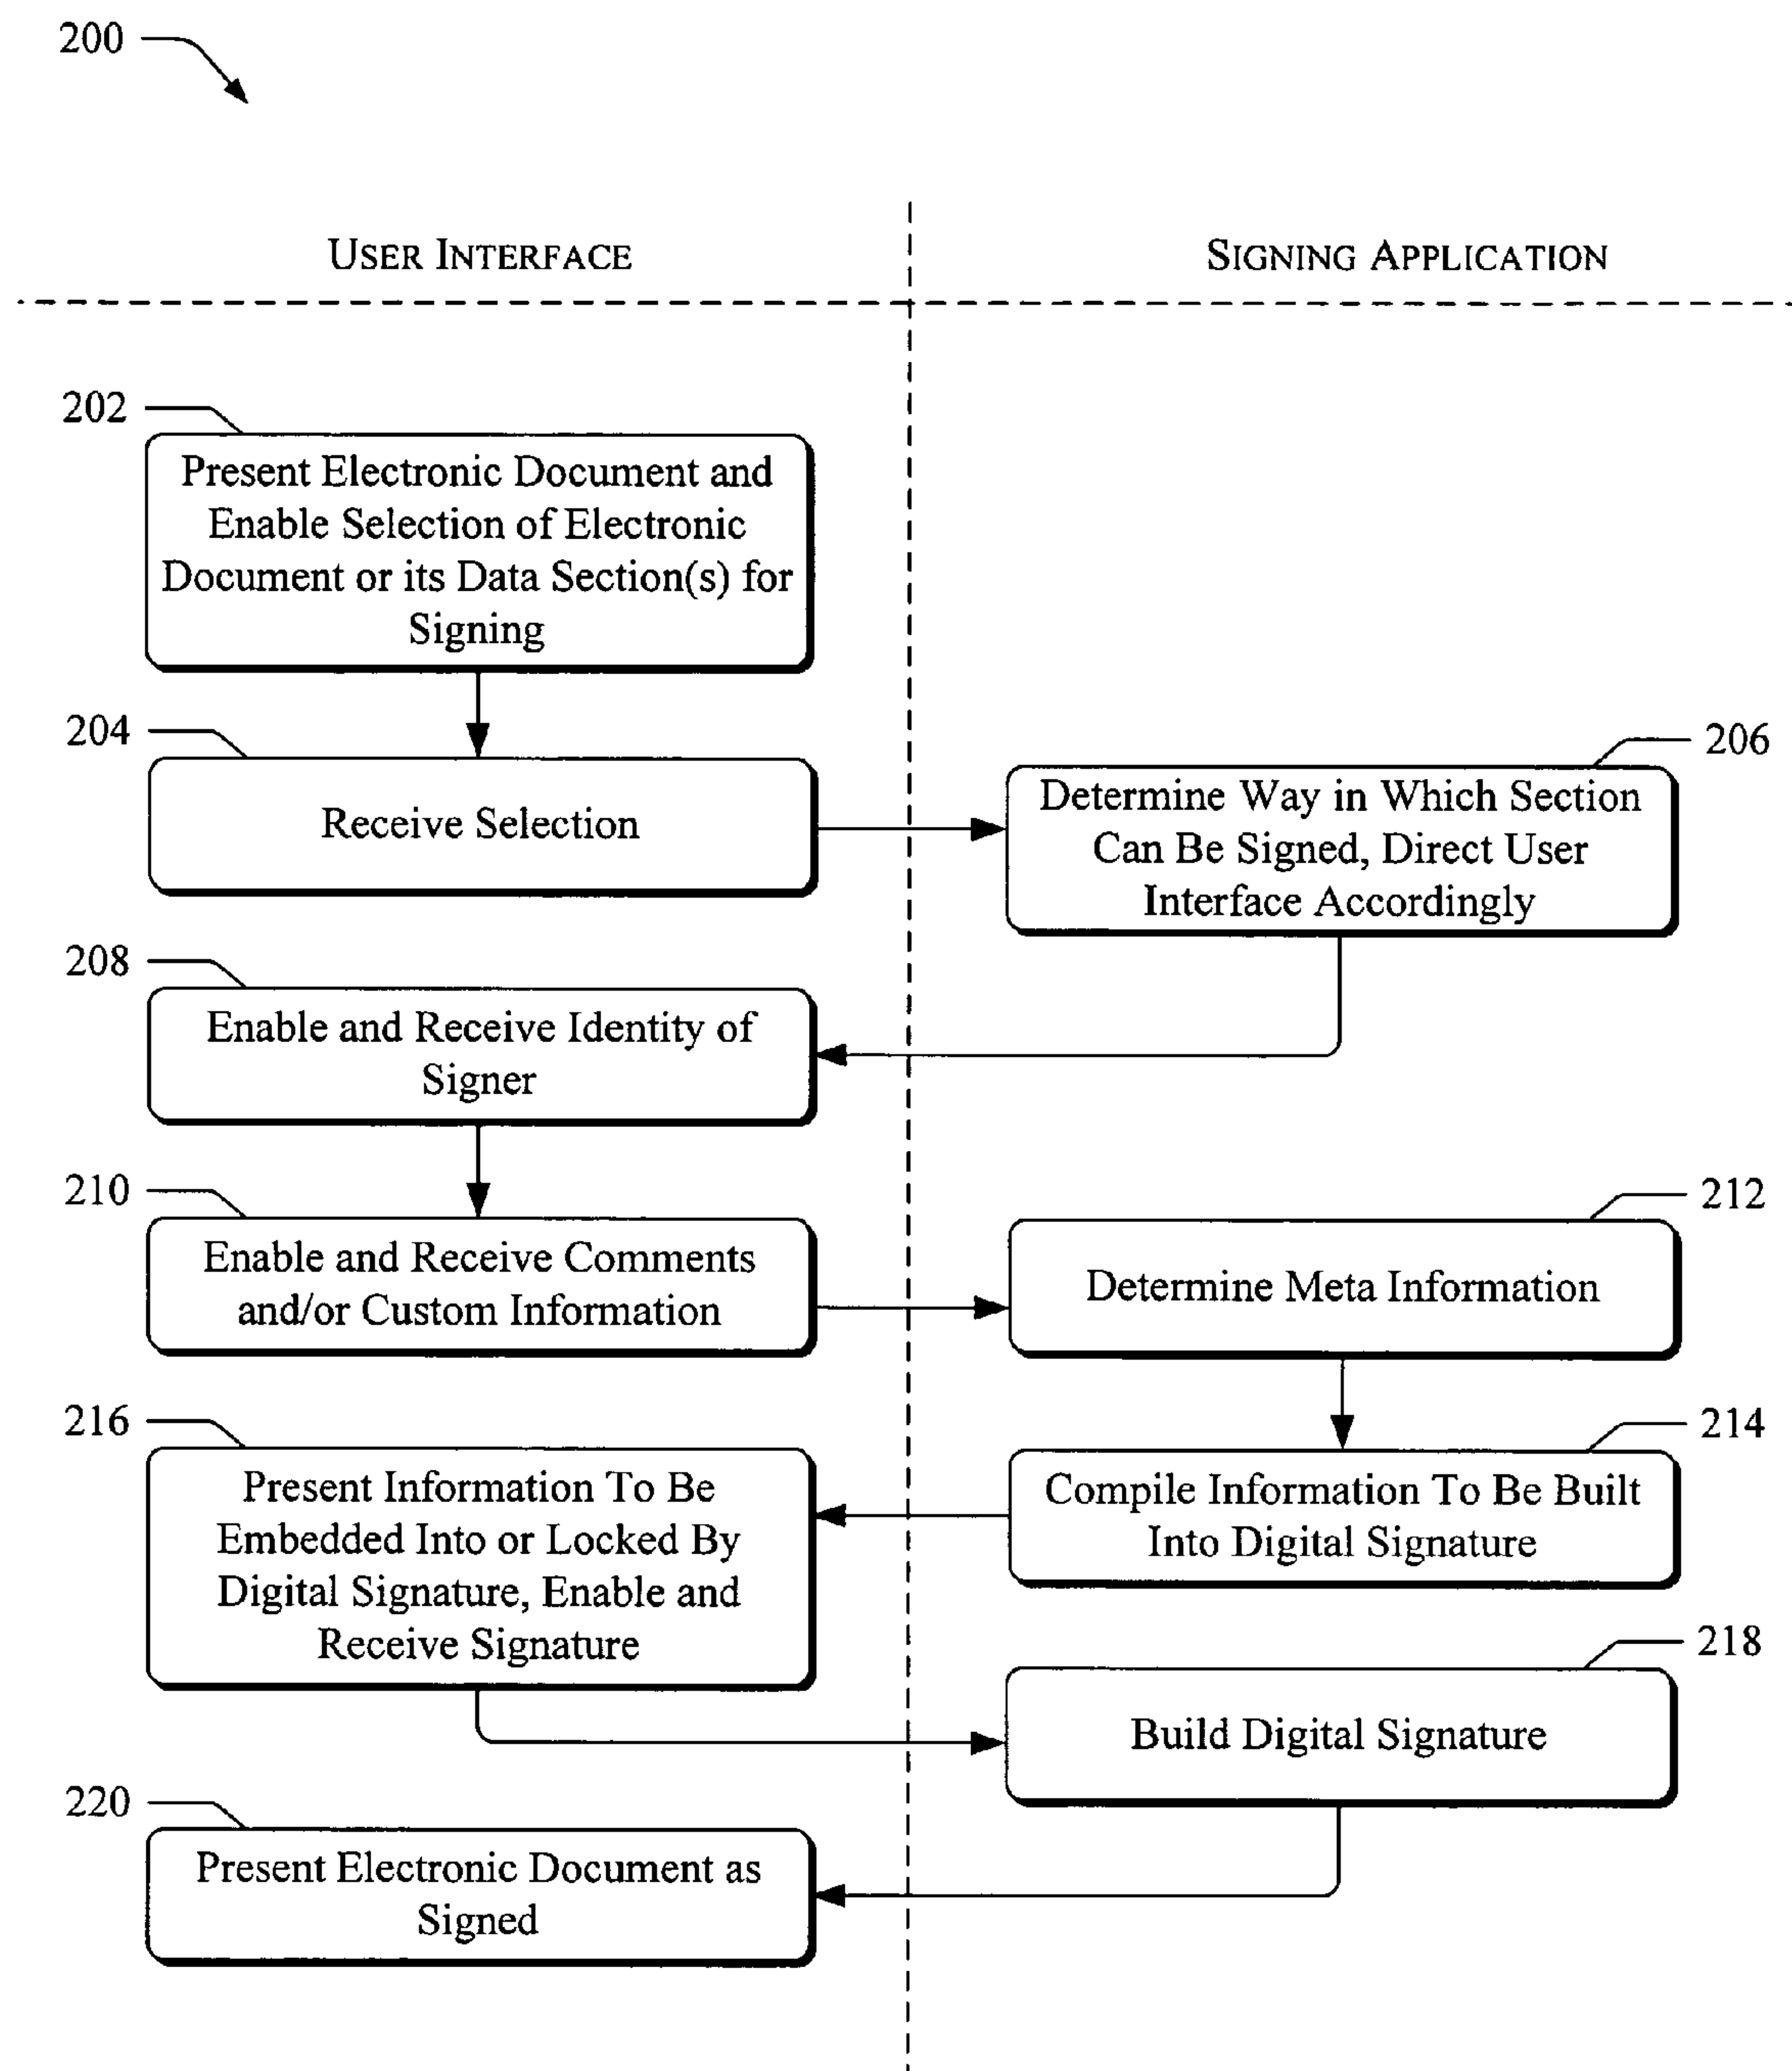 200
USER INTERFACE
SIGNING APPLICATION
202
Present Electronic Document and
Enable Selection of Electronic
Document or its Data Section(s) for
Signing
204
Receive Selection
206
Determine Way in Which Section
Can Be Signed, Direct User
Interface Accordingly
208
Enable and Receive Identity of
Signer
210
Enable and Receive Comments
and/or Custom Information
212
Determine Meta Information
214
Compile Information To Be Built
Into Digital Signature
216
Present Information To Be
Embedded Into or Locked By
Digital Signature, Enable and
Receive Signature
218
Build Digital Signature
220
Present Electronic Document as
Signed